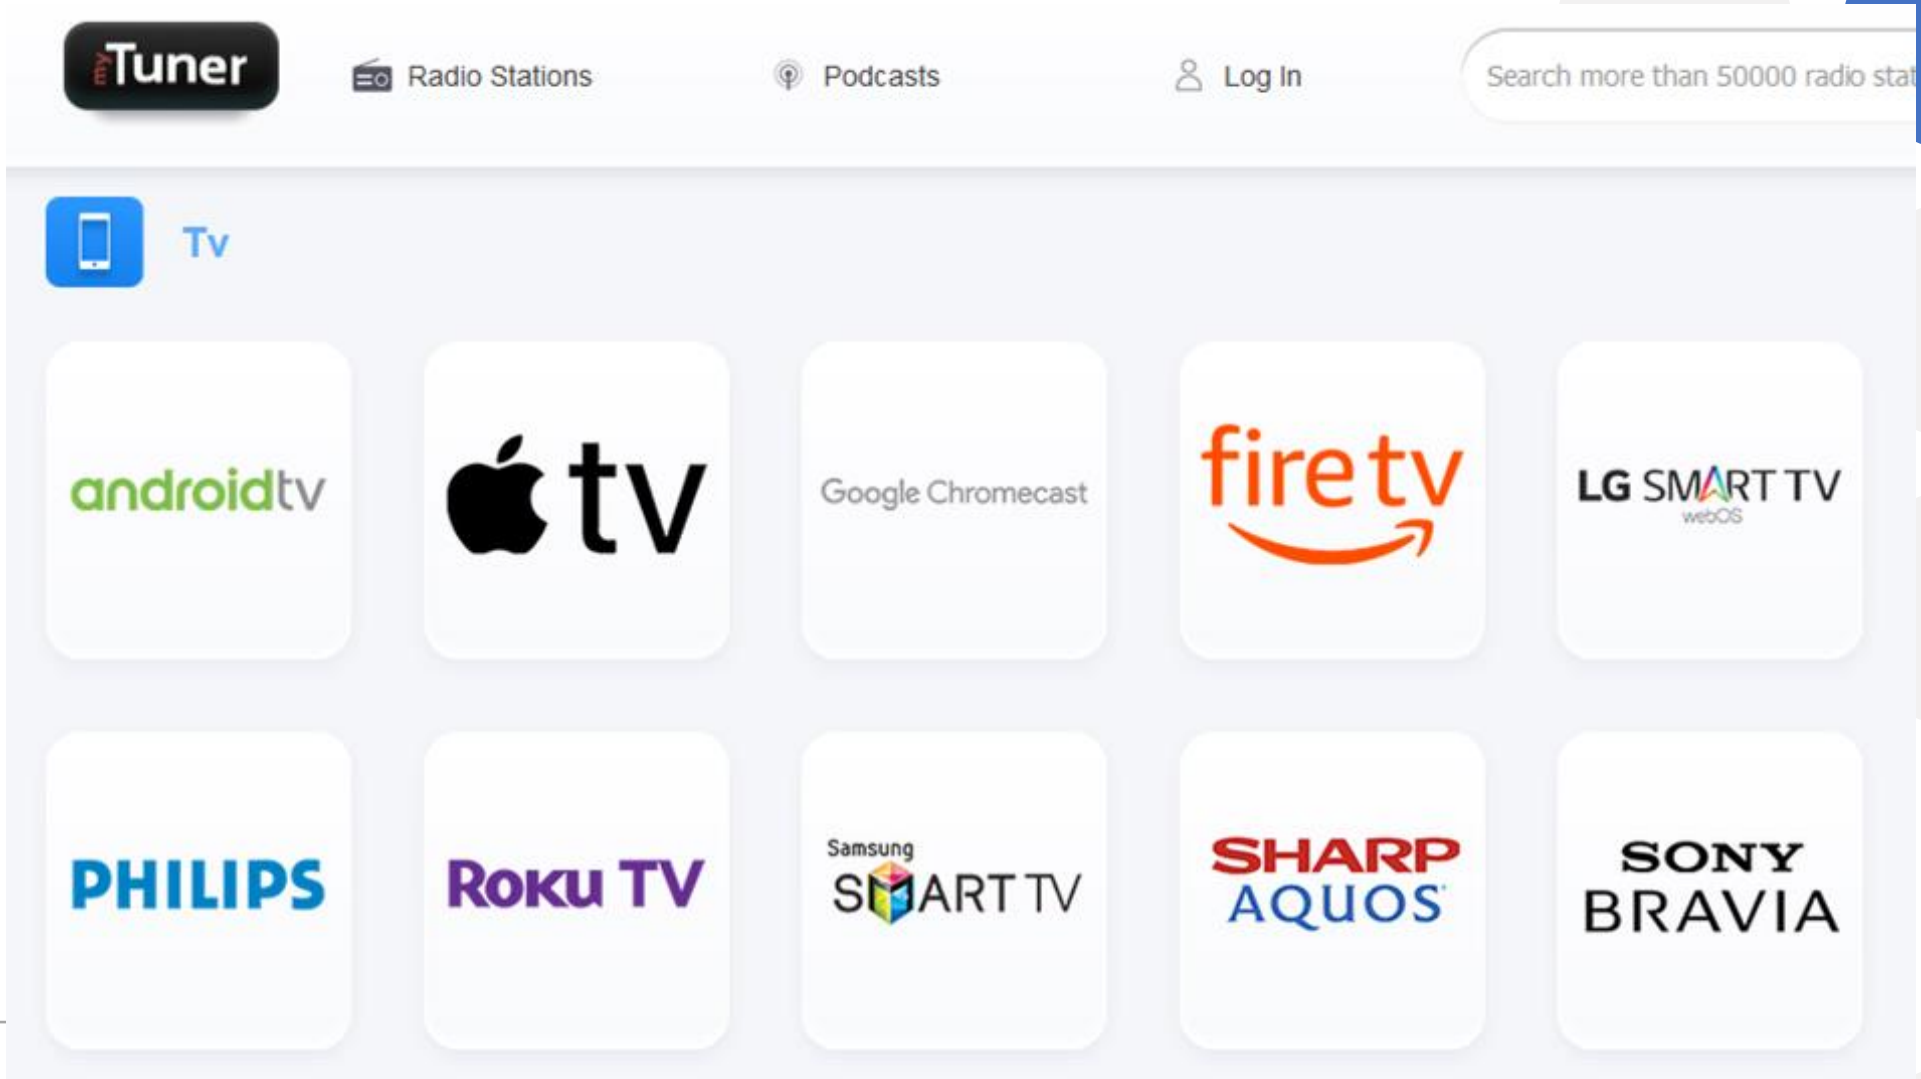 myTuner
Radio Stations
Podcasts
Log In
Search more than 50000 radio stat
Tv
androidtv
tv
Google Chromecast
fire tv
LG SMART TV
webOS
PHILIPS
ROKU TV
Samsung
SMART TV
SHARP
AQUOS
SONY
BRAVIA